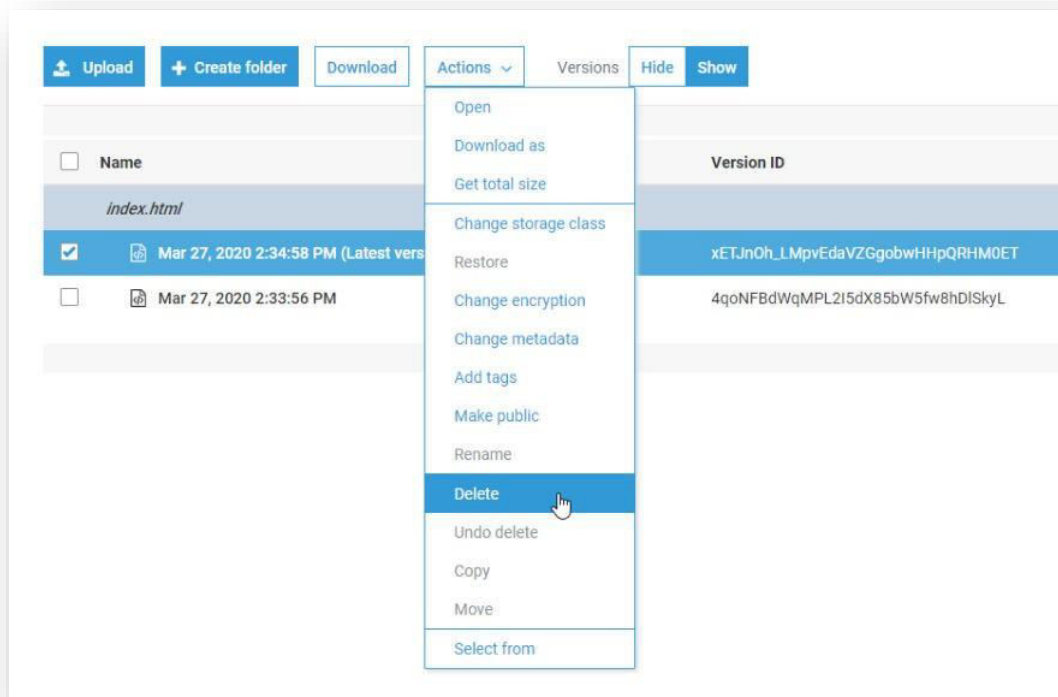 Upload + Create folder Download Actions Versions Hide Show
Open
Download as
Name Version ID
Get total size
index.html
Change storage class
Mar 27, 2020 2:34:58 PM (Latest vers xETJnOh_LMpvEdaVZGgobwHHpQRHM0ET
Restore
Mar 27, 2020 2:33:56 PM 4qoNFBdWqMPL2I5dX85bW5fw8hDlSkyL
Change encryption
Change metadata
Add tags
Make public
Rename
Delete
Undo delete
Copy
Move
Select from